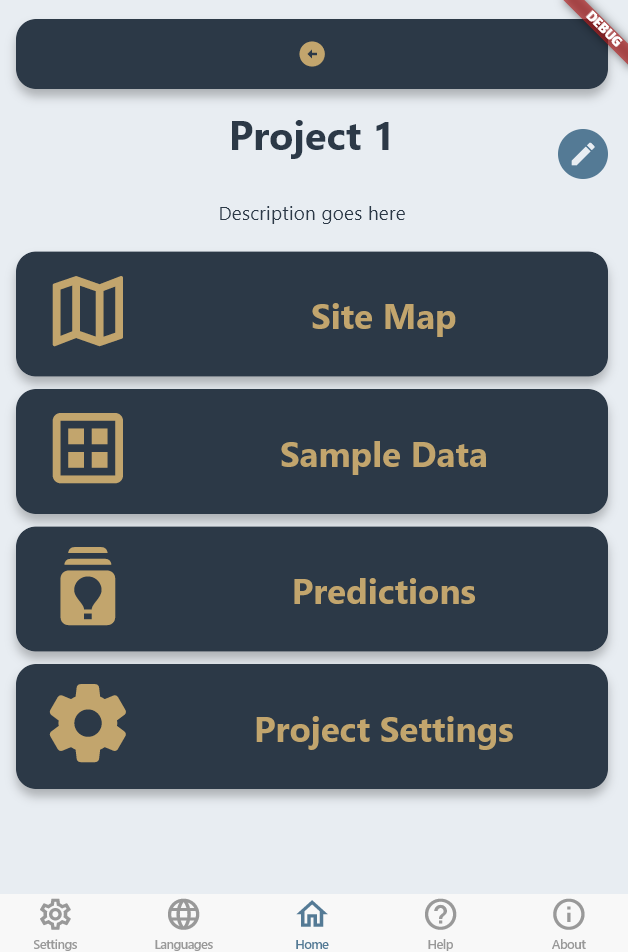 DEBUG
Project 1
Description goes here
Site Map
Sample Data
Predictions
Project Settings
Settings
Languages
Home
Help
About